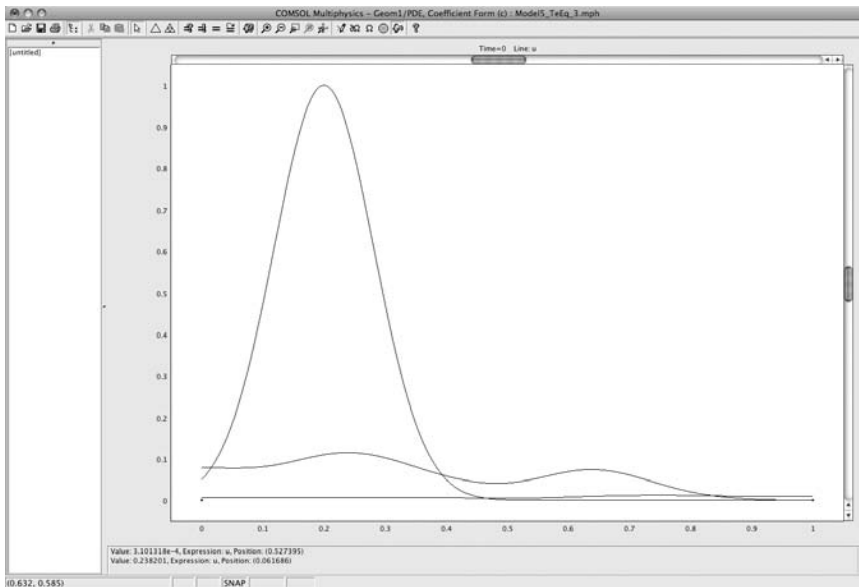 COMSOL Multiphysics – Geom1/PDE, Coefficient Form (c) : Model5_TeEq_3.mph
[untitled]
Time=0 Line: u
1
0.9
0.8
0.7
0.6
0.5
0.4
0.3
0.2
0.1
0
0 0.1 0.2 0.3 0.4 0.5 0.6 0.7 0.8 0.9 1
Value: 3.101318e-4, Expression: u, Position: (0.527395)
Value: 0.238201, Expression: u, Position: (0.061686)
(0.632, 0.585) SNAP